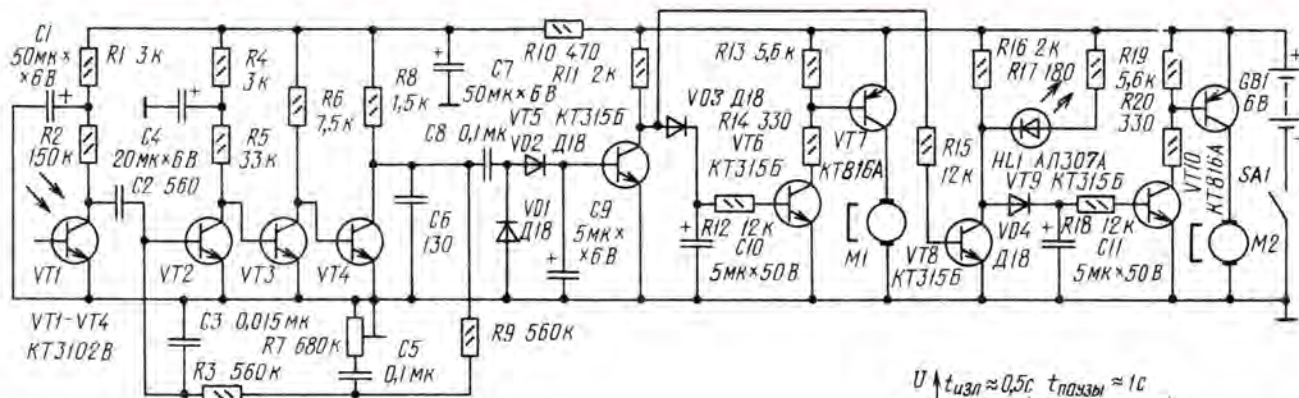 C1
50мк×
×6В
R1 3к
R2
150к
C2 560
VT1
VT1-VT4
КТ3102В
C4
20мк×6В
R4
3к
R5
33к
VT2
VT3
VT4
C3 0,015мк
R3 560к
R6
7,5к
R8
1,5к
R7 680к
C5
0,1мк
C6
130
C7
50мк×6В
R10 470
R11 2к
VT5 КТ315Б
VD2 Д18
C8 0,1мк
VD1
Д18
C9
5мк×
×6В
R9 560к
VD3 Д18
R13 5,6к
R14 330
VT6
КТ315Б
R12 12к
C10
5мк×50В
VT7
КТ816А
M1
R15
12к
VT8
КТ315Б
R16 2к
R17 180
HL1 АЛ307А
VT9 КТ315Б
VD4
Д18
R18 12к
C11
5мк×50В
R19
5,6к
R20
330
VT10
КТ816А
GB1
6В
SA1
M2
U tизл≈0,5с tпаузы≈1с